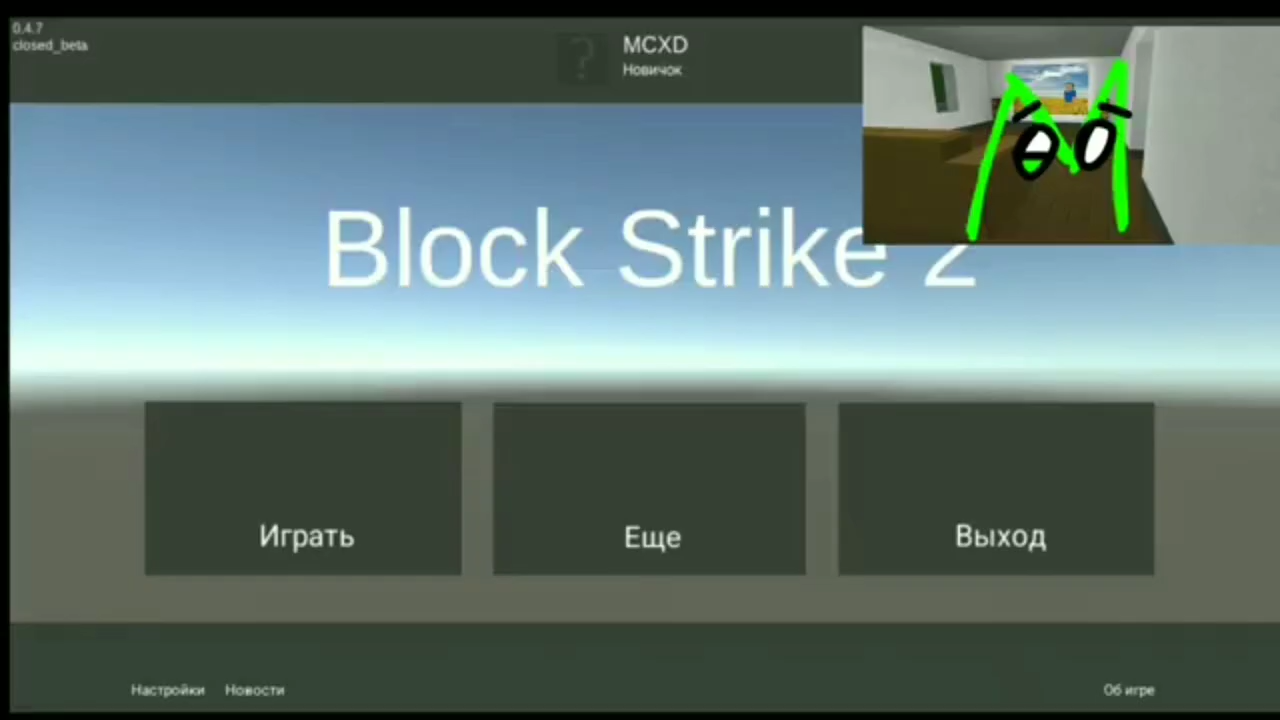 0.4.7
closed_beta
MCXD
Новичок
Block Strike 2
Играть
Еще
Выход
Настройки
Новости
Об игре